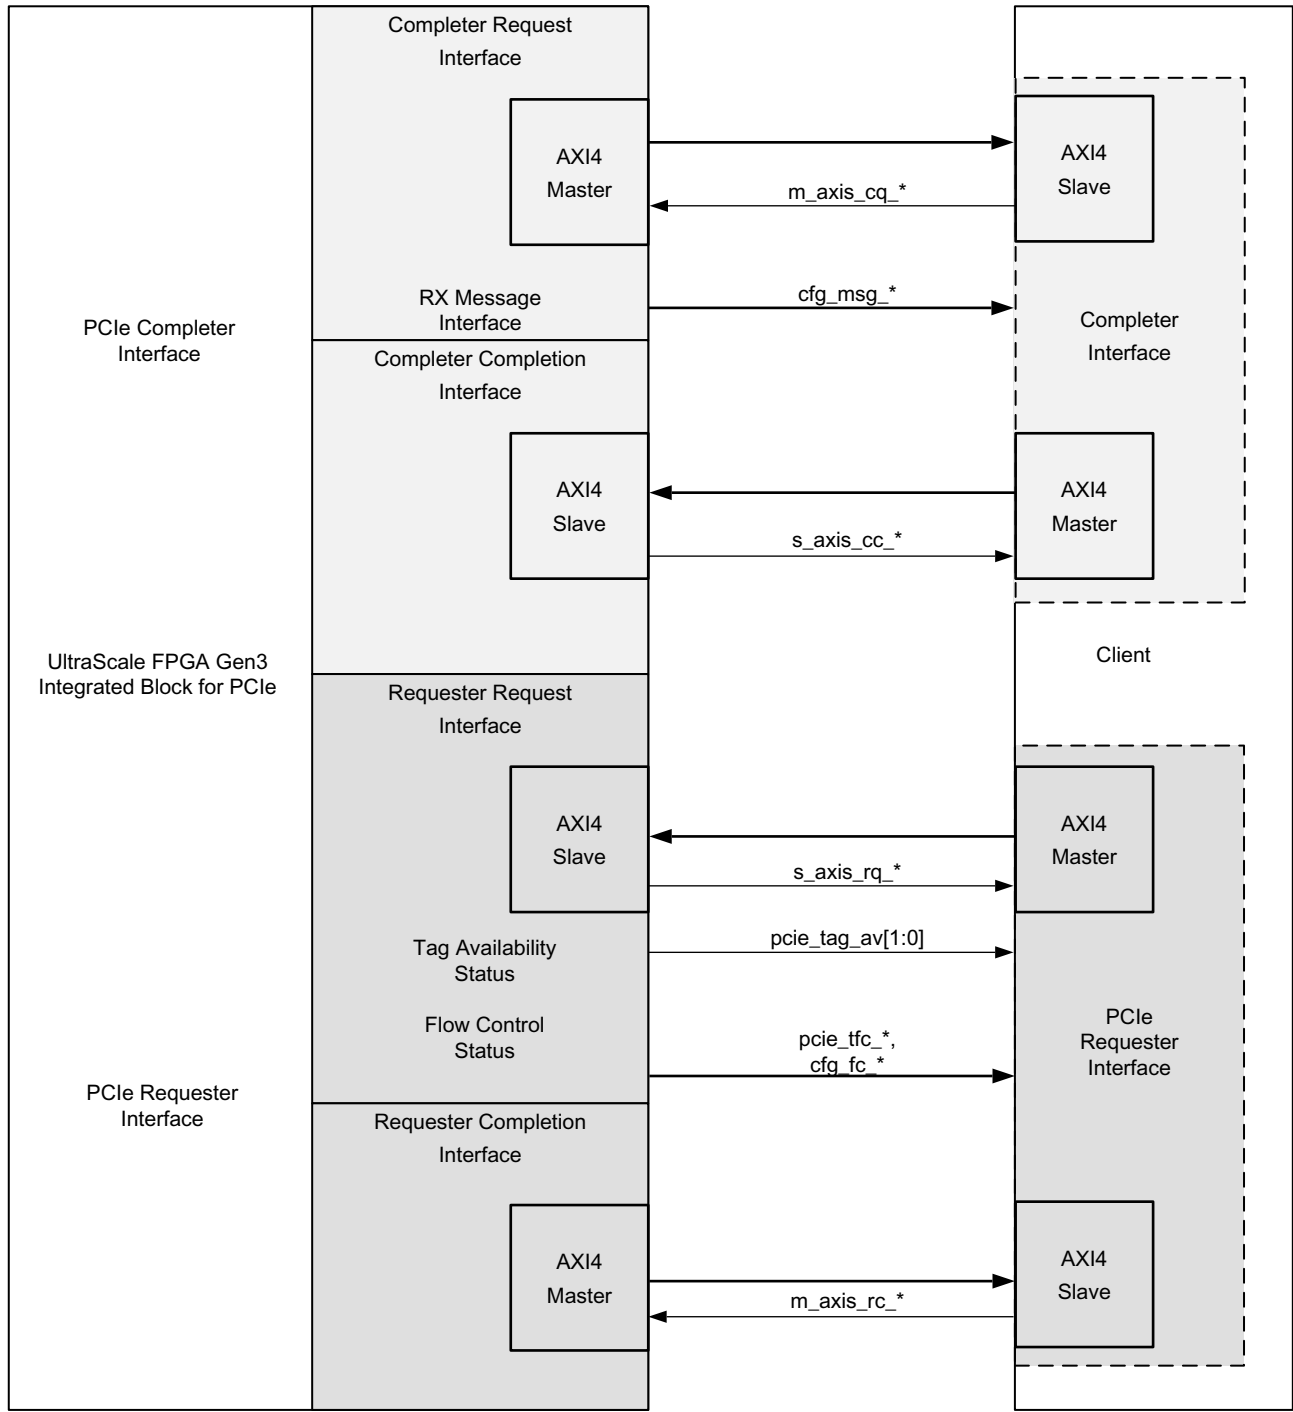 Completer Request
Interface
AXI4
Master
AXI4
Slave
m_axis_cq_*
RX Message
Interface
cfg_msg_*
PCIe Completer
Interface
Completer
Interface
Completer Completion
Interface
AXI4
Slave
AXI4
Master
s_axis_cc_*
UltraScale FPGA Gen3
Integrated Block for PCIe
Client
Requester Request
Interface
AXI4
Slave
AXI4
Master
s_axis_rq_*
Tag Availability
Status
pcie_tag_av[1:0]
Flow Control
Status
pcie_tfc_*,
cfg_fc_*
PCIe
Requester
Interface
PCIe Requester
Interface
Requester Completion
Interface
AXI4
Master
AXI4
Slave
m_axis_rc_*